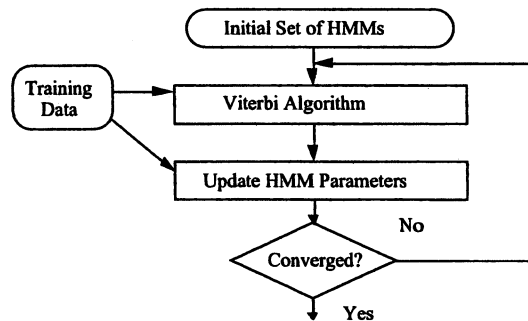 Initial Set of HMMs
Training
Data
Viterbi Algorithm
Update HMM Parameters
No
Converged?
Yes